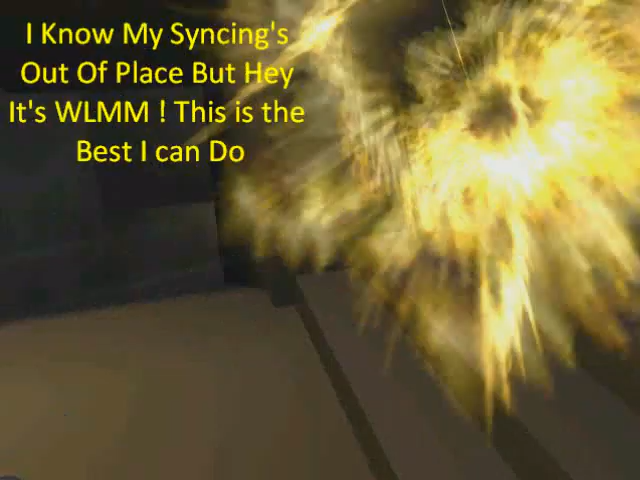 I Know My Syncing's
Out Of Place But Hey
It's WLMM ! This is the
Best I can Do